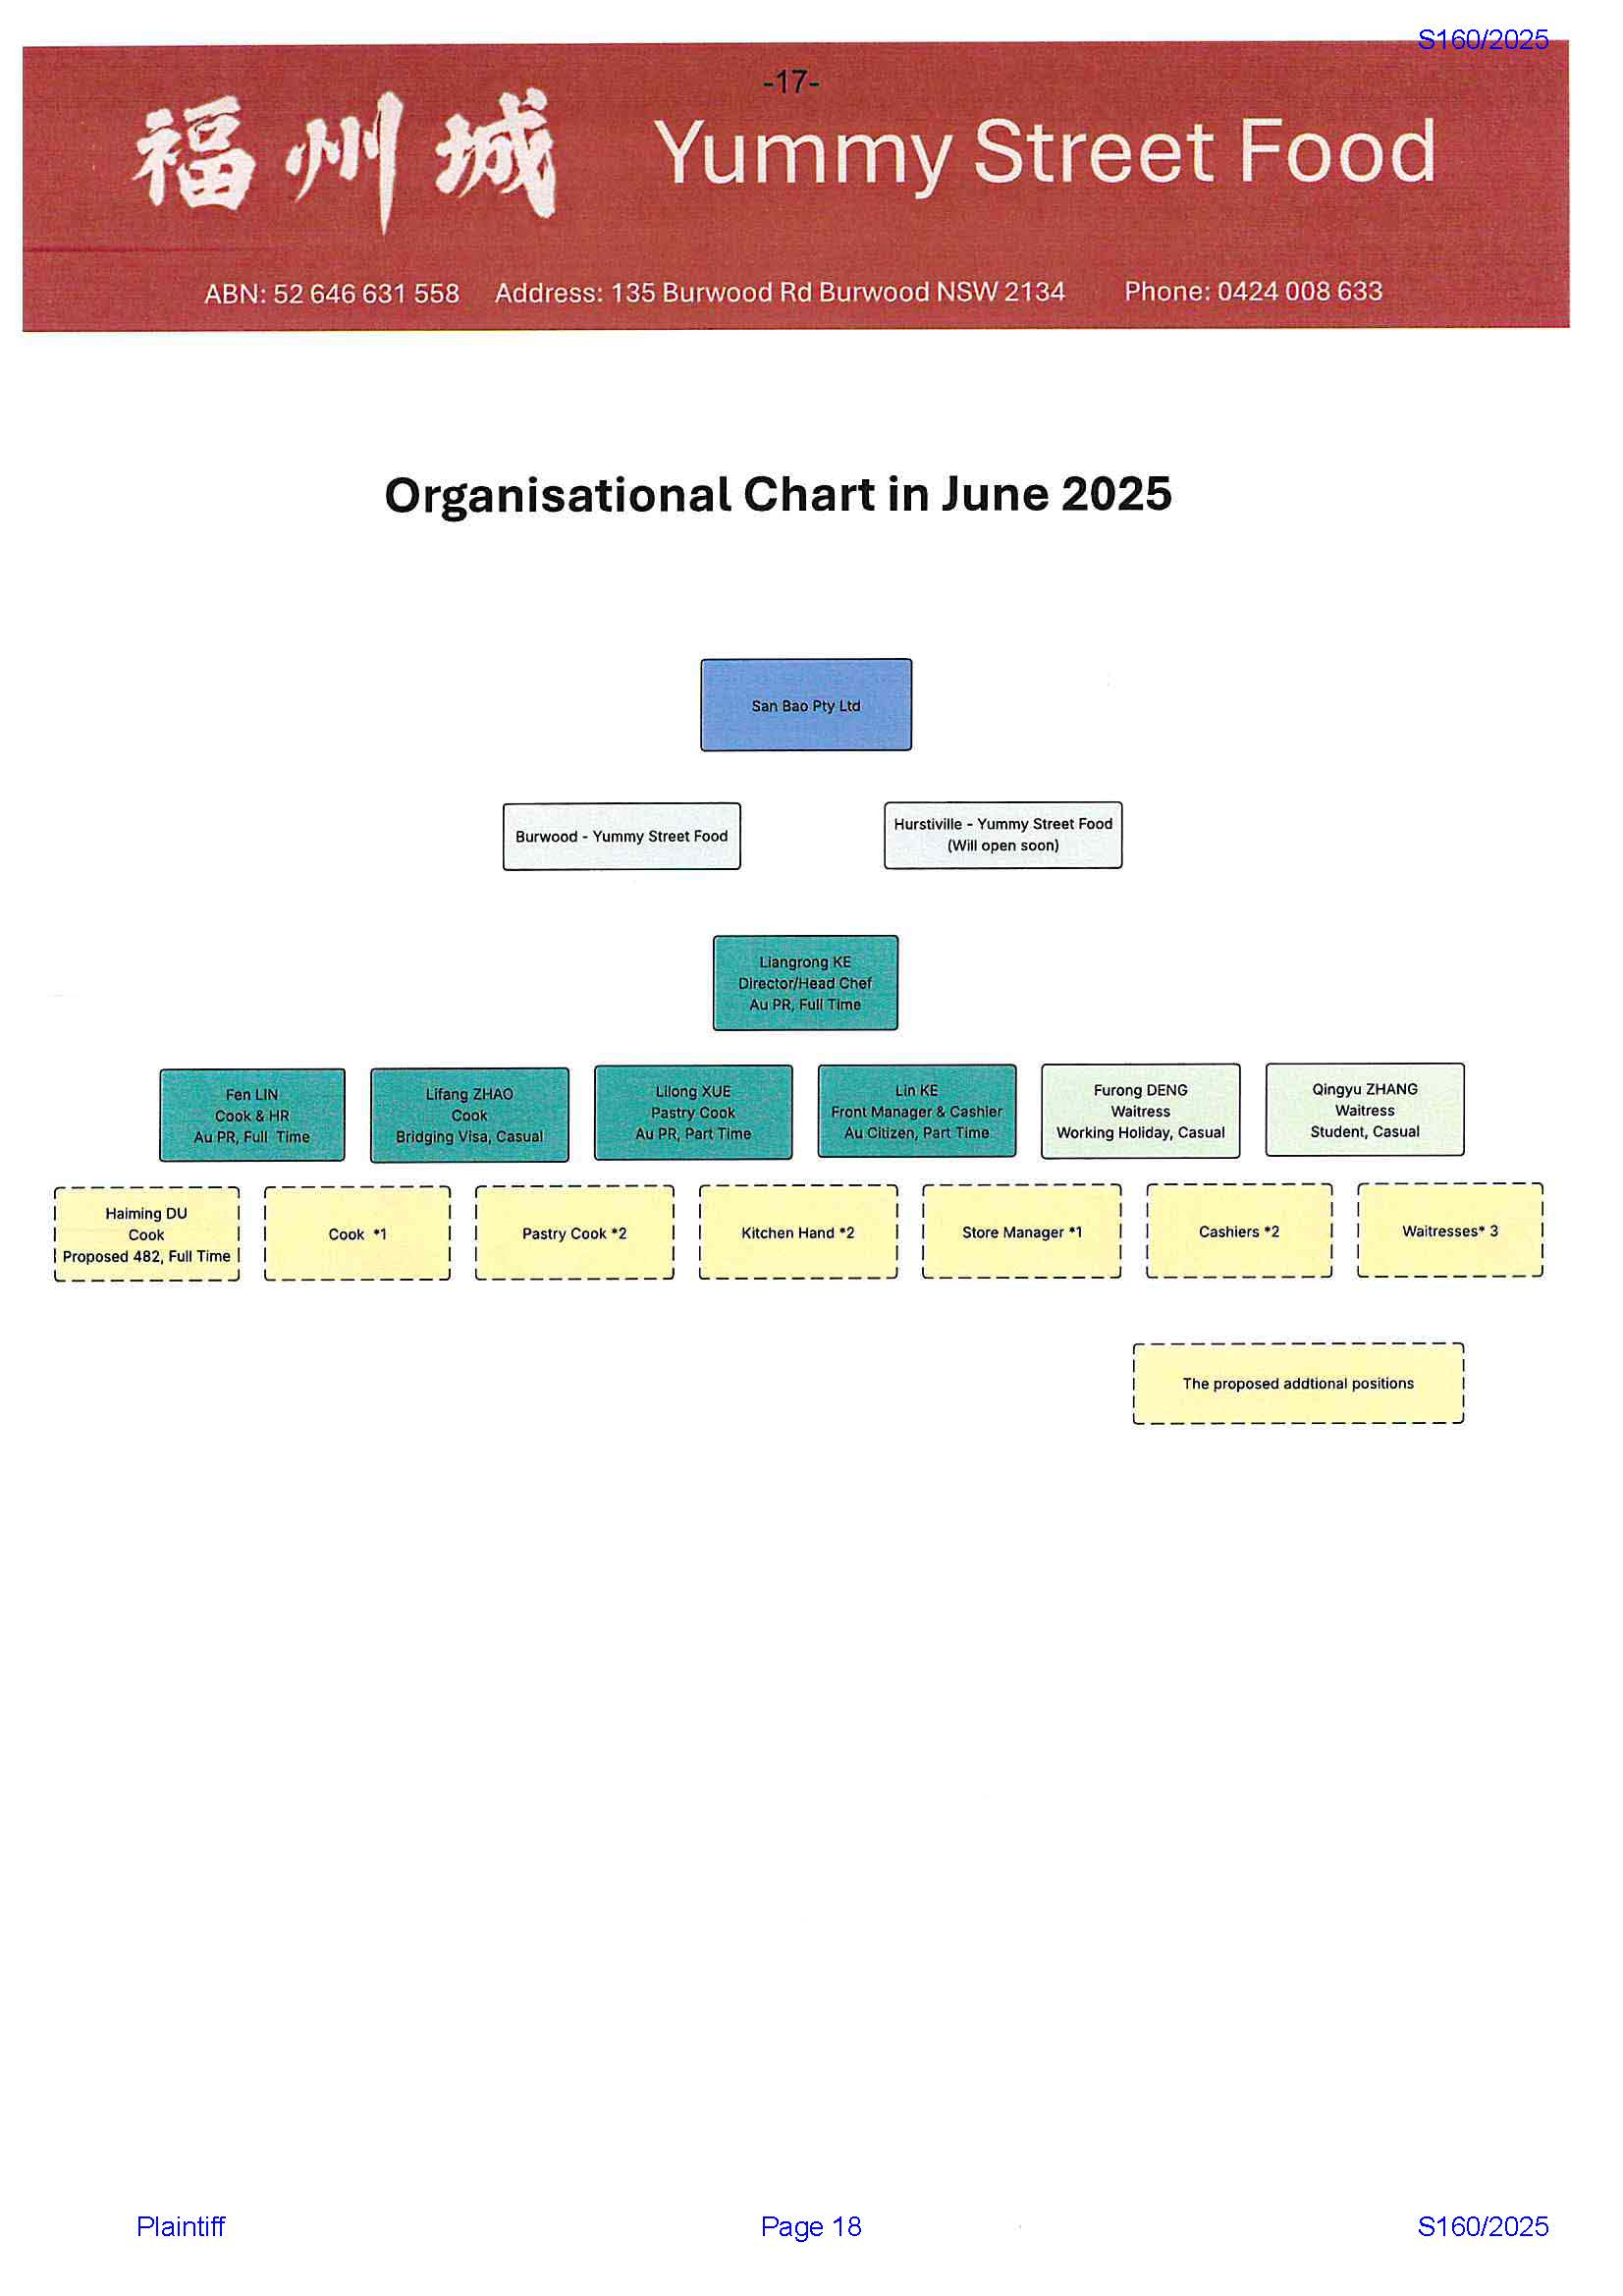 S160/2025
-17-
福州城 Yummy Street Food
ABN: 52 646 631 558 Address: 135 Burwood Rd Burwood NSW 2134 Phone: 0424 008 633
Organisational Chart in June 2025
San Bao Pty Ltd
Burwood - Yummy Street Food
Hurstiville - Yummy Street Food
(Will open soon)
Liangrong KE
Director/Head Chef
Au PR, Full Time
Fen LIN
Cook & HR
Au PR, Full Time
Lifang ZHAO
Cook
Bridging Visa, Casual
Lilong XUE
Pastry Cook
Au PR, Part Time
Lin KE
Front Manager & Cashier
Au Citizen, Part Time
Furong DENG
Waitress
Working Holiday, Casual
Qingyu ZHANG
Waitress
Student, Casual
Haiming DU
Cook
Proposed 482, Full Time
Cook *1
Pastry Cook *2
Kitchen Hand *2
Store Manager *1
Cashiers *2
Waitresses* 3
The proposed addtional positions
Plaintiff
Page 18
S160/2025